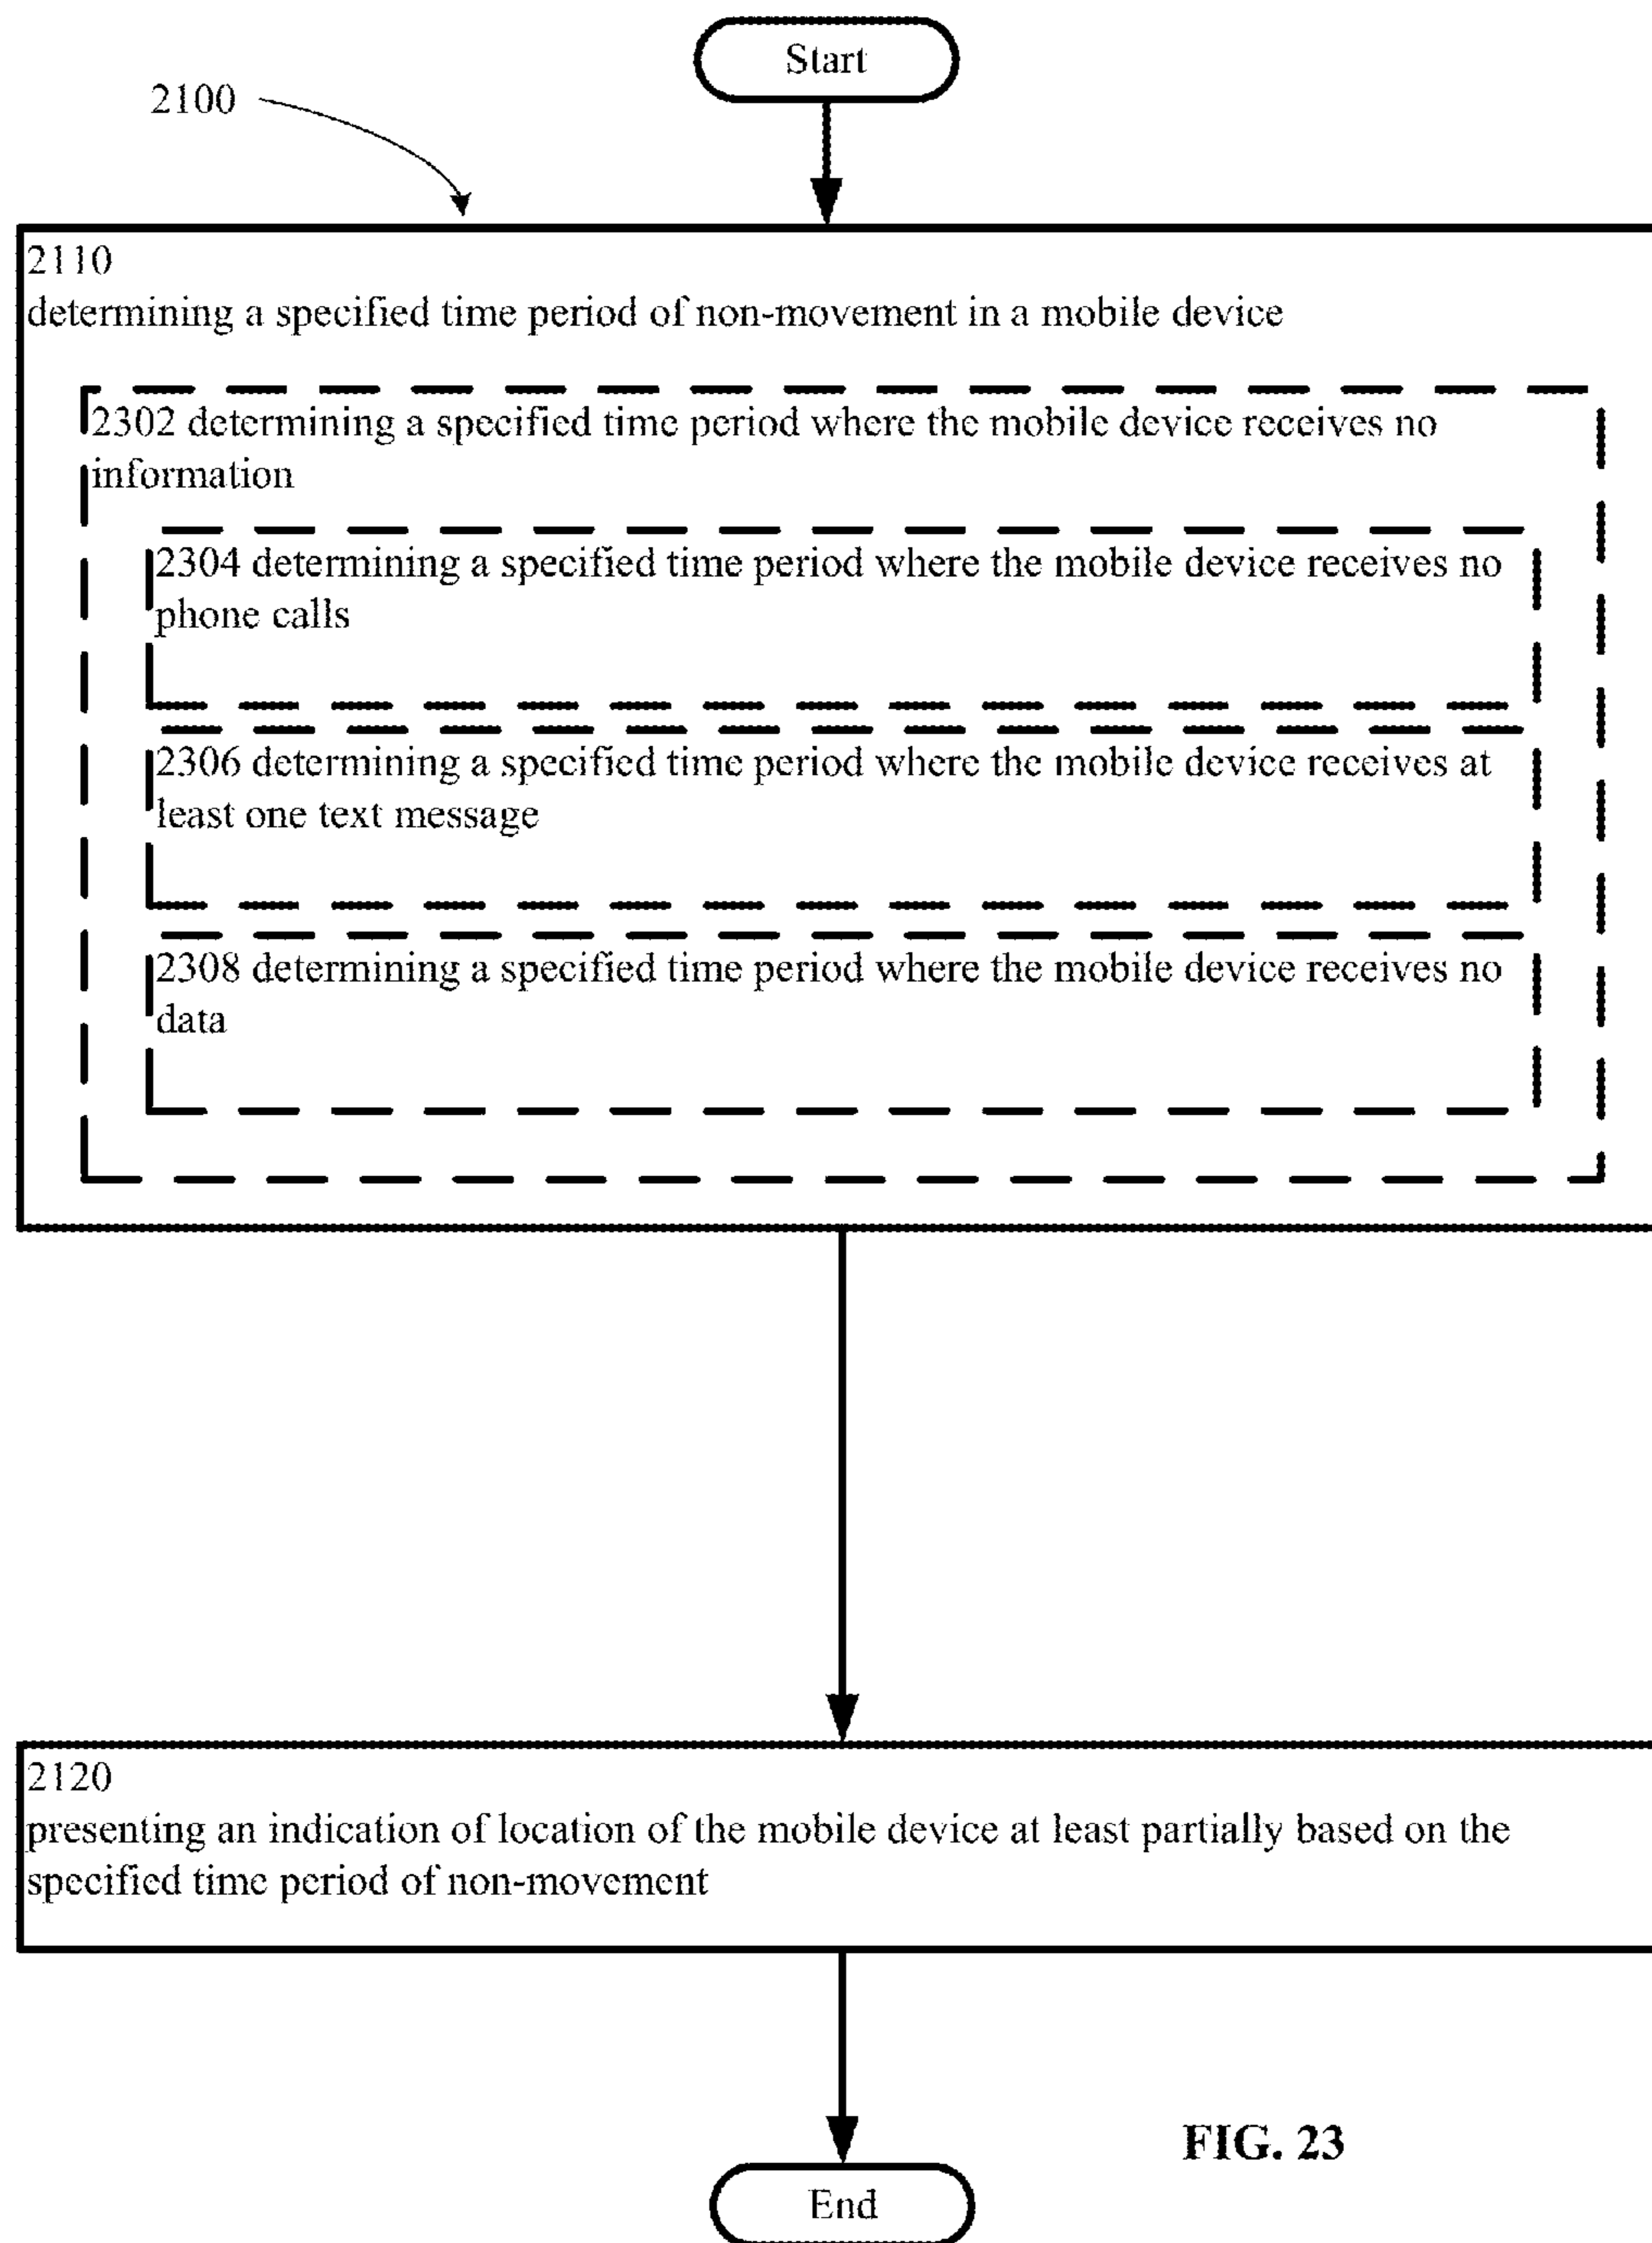 Start
2100
2110
determining a specified time period of non-movement in a mobile device
2302 determining a specified time period where the mobile device receives no
information
2304 determining a specified time period where the mobile device receives no
phone calls
2306 determining a specified time period where the mobile device receives at
least one text message
2308 determining a specified time period where the mobile device receives no
data
2120
presenting an indication of location of the mobile device at least partially based on the
specified time period of non-movement
FIG. 23
End